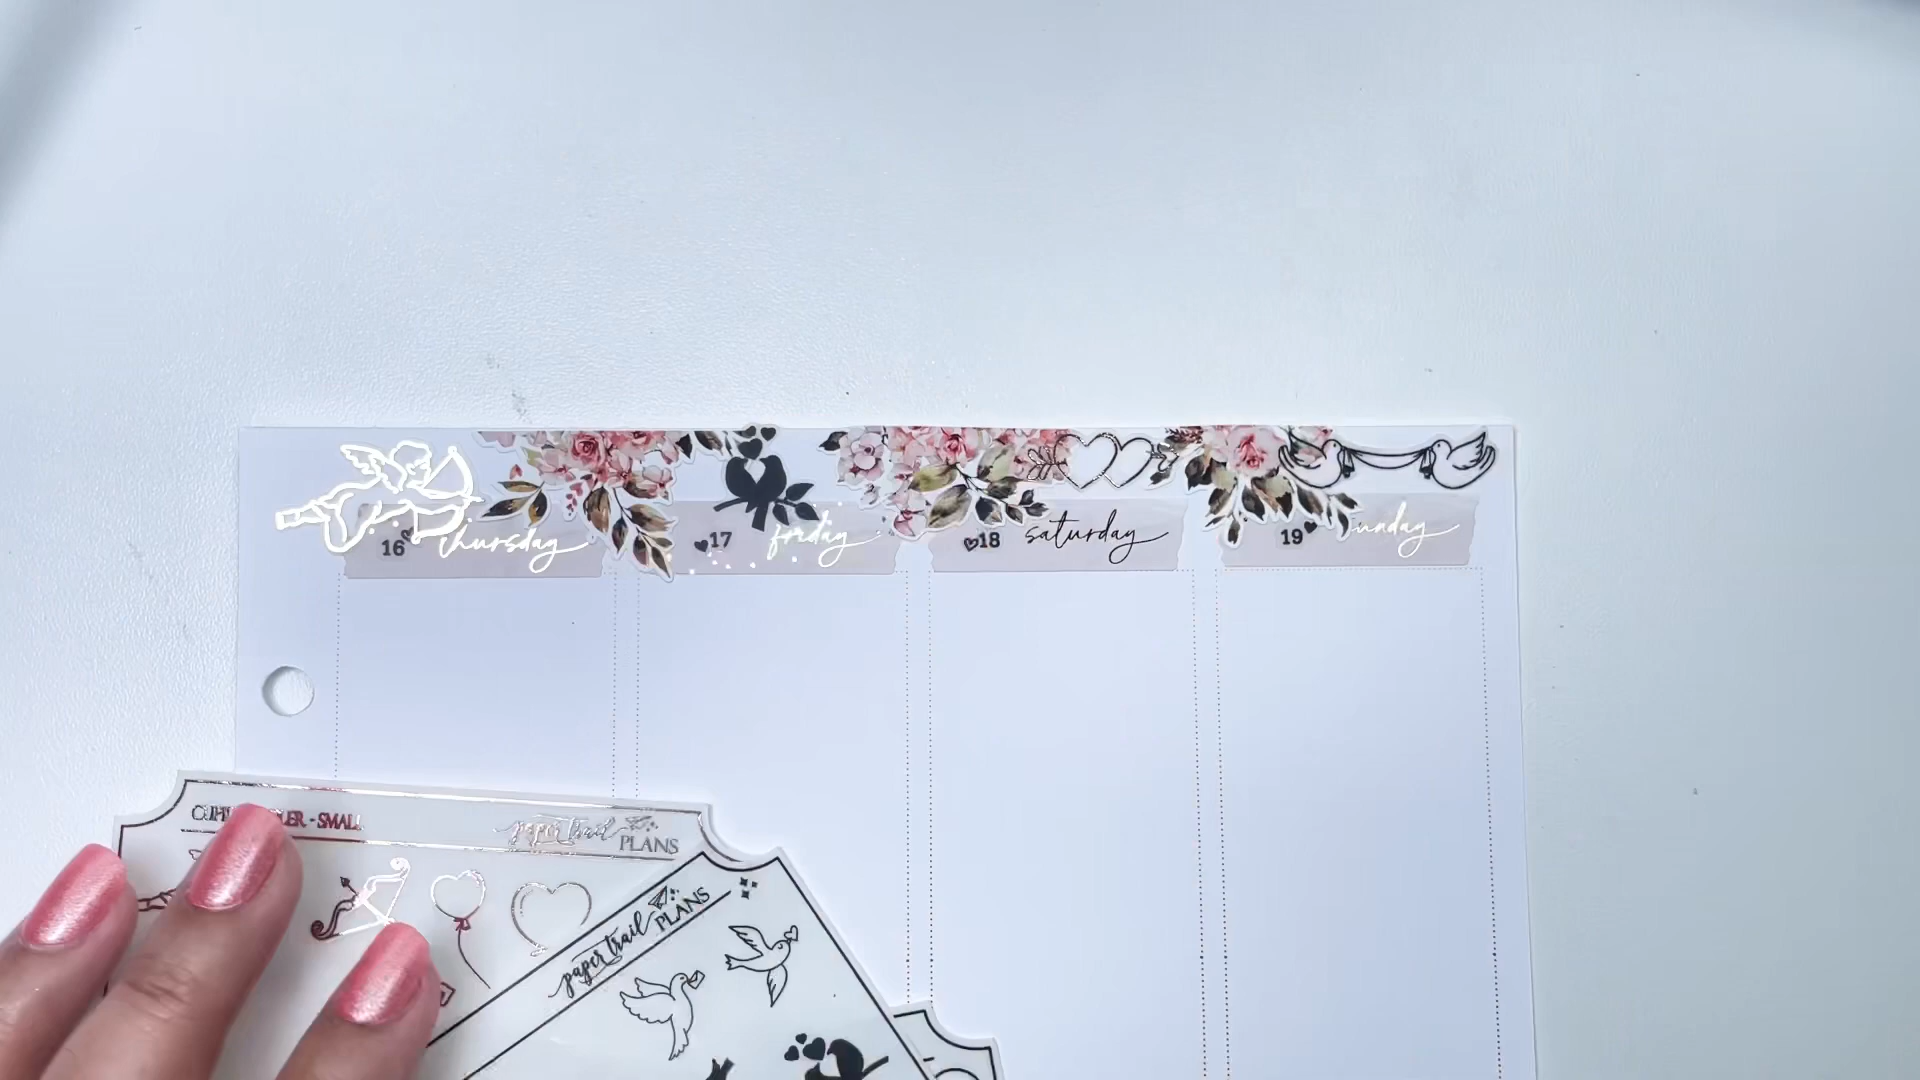 16 thursday
17 friday
18 saturday
19 unday
- SMALL
paper trail
PLANS
paper trail PLANS